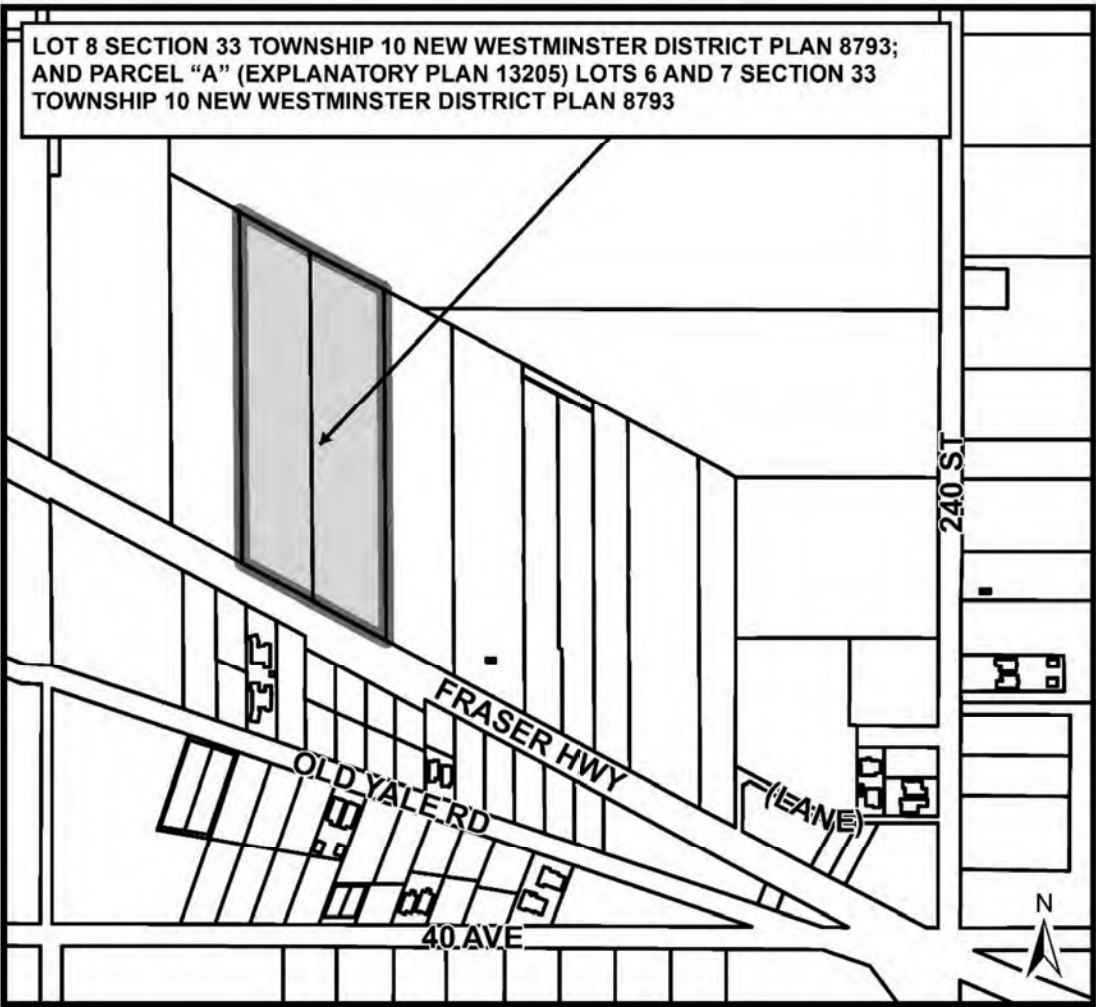 LOT 8 SECTION 33 TOWNSHIP 10 NEW WESTMINSTER DISTRICT PLAN 8793;
AND PARCEL “A” (EXPLANATORY PLAN 13205) LOTS 6 AND 7 SECTION 33
TOWNSHIP 10 NEW WESTMINSTER DISTRICT PLAN 8793
240 ST
FRASER HWY
OLD YALE RD
(LANE)
N
40 AVE